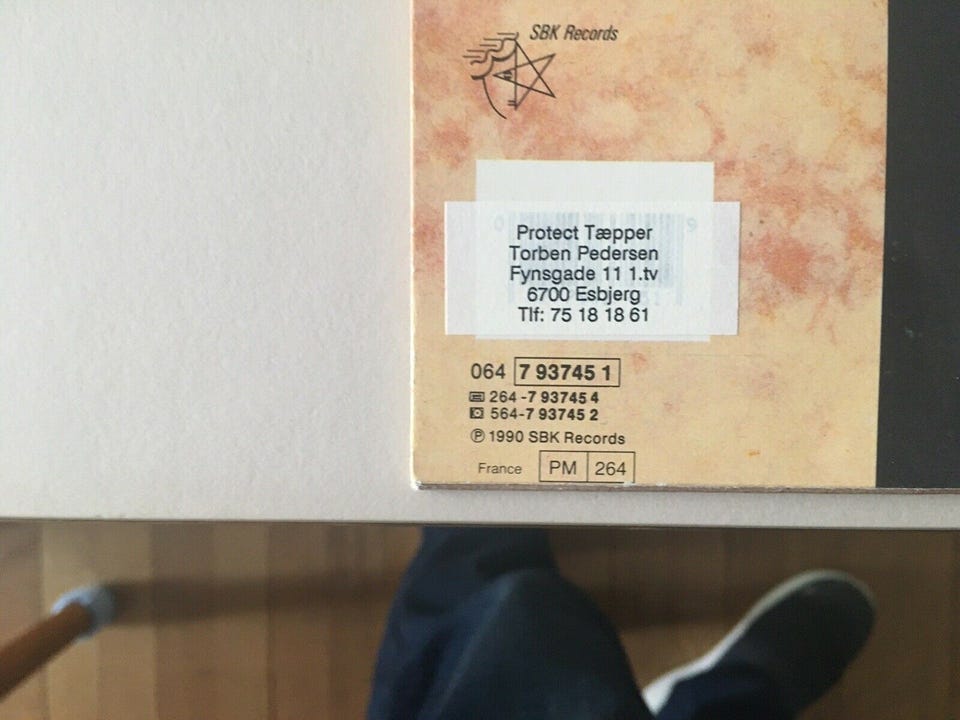 SBK Records
Protect Tæpper
Torben Pedersen
Fynsgade 11 1.tv
6700 Esbjerg
Tlf: 75 18 18 61
064 7 93745 1
264-7 93745 4
564-7 93745 2
℗ 1990 SBK Records
France PM 264